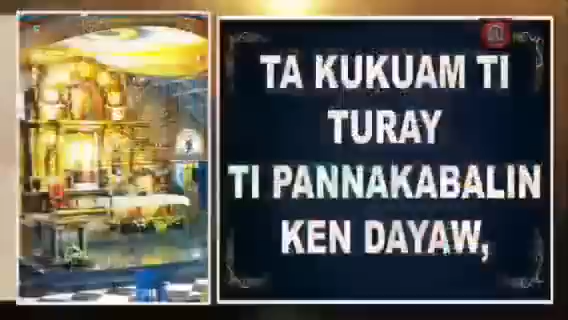 TA KUKUAM TI
TURAY
TI PANNAKABALIN
KEN DAYAW,